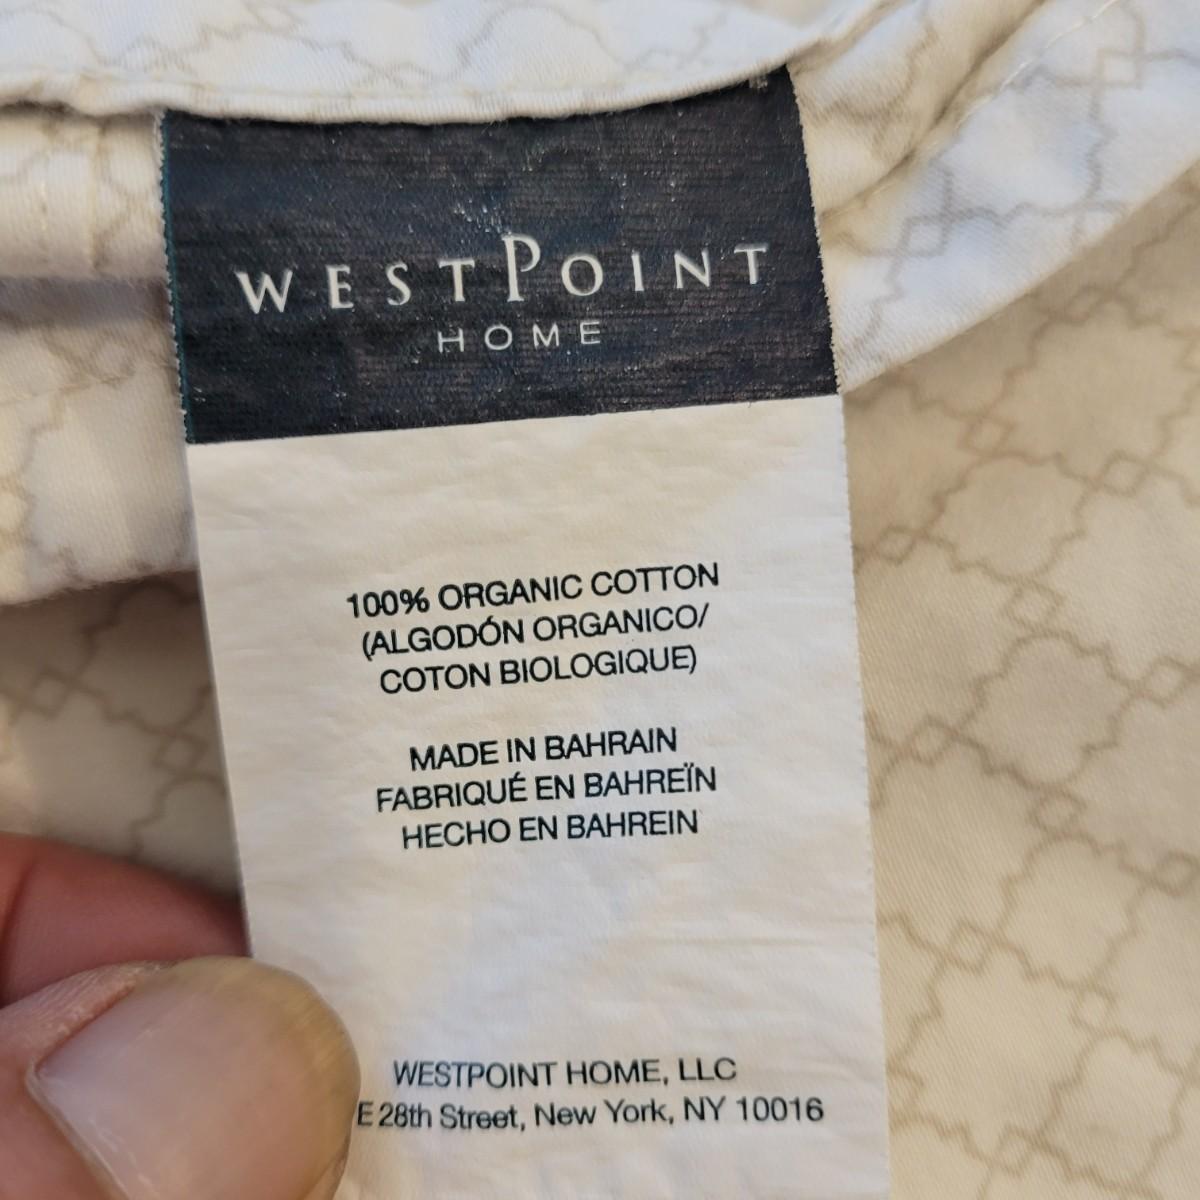 WESTPOINT
HOME
100% ORGANIC COTTON
(ALGODÓN ORGANICO/
COTON BIOLOGIQUE)
MADE IN BAHRAIN
FABRIQUÉ EN BAHREÏN
HECHO EN BAHREIN
WESTPOINT HOME, LLC
E 28th Street, New York, NY 10016